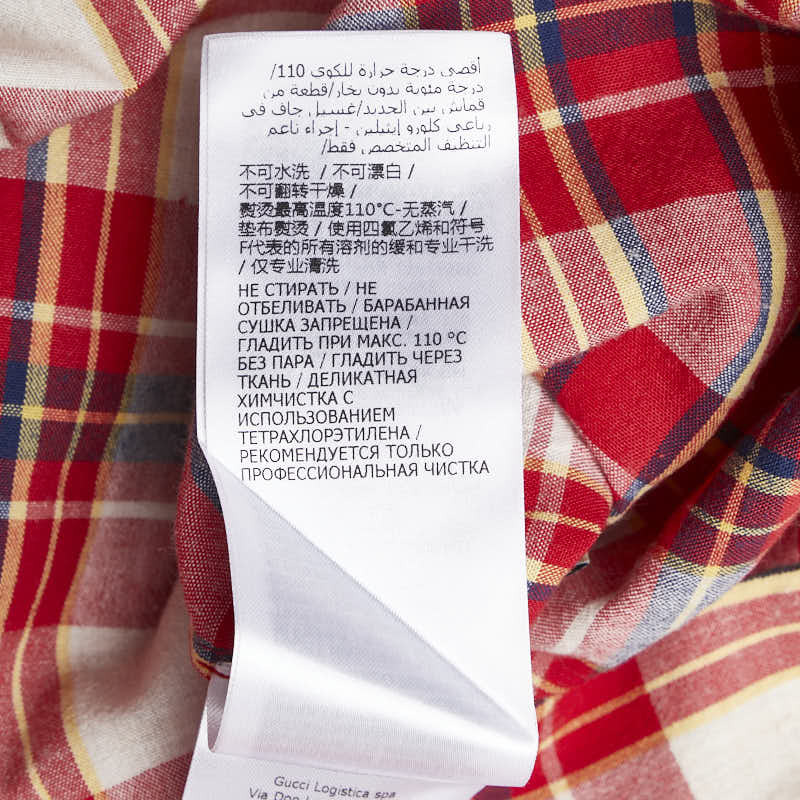 أقصى درجة حرارة للكوي 110/
درجة مئوية بدون بخار/قطعة من
قماش بين الحديد/غسيل جاف في
رباعي كلورو إيثيلين - إجراء ناعم
التنظيف المتخصص فقط/
不可水洗 / 不可漂白 /
不可翻转干燥 /
熨烫最高温度110°C-无蒸汽 /
垫布熨烫 / 使用四氯乙烯和符号
F代表的所有溶剂的缓和专业干洗
/ 仅专业清洗
НЕ СТИРАТЬ / НЕ
ОТБЕЛИВАТЬ / БАРАБАННАЯ
СУШКА ЗАПРЕЩЕНА /
ГЛАДИТЬ ПРИ МАКС. 110 °C
БЕЗ ПАРА / ГЛАДИТЬ ЧЕРЕЗ
ТКАНЬ / ДЕЛИКАТНАЯ
ХИМЧИСТКА С
ИСПОЛЬЗОВАНИЕМ
ТЕТРАХЛОРЭТИЛЕНА /
РЕКОМЕНДУЕТСЯ ТОЛЬКО
ПРОФЕССИОНАЛЬНАЯ ЧИСТКА
Gucci Logistica spa
Via